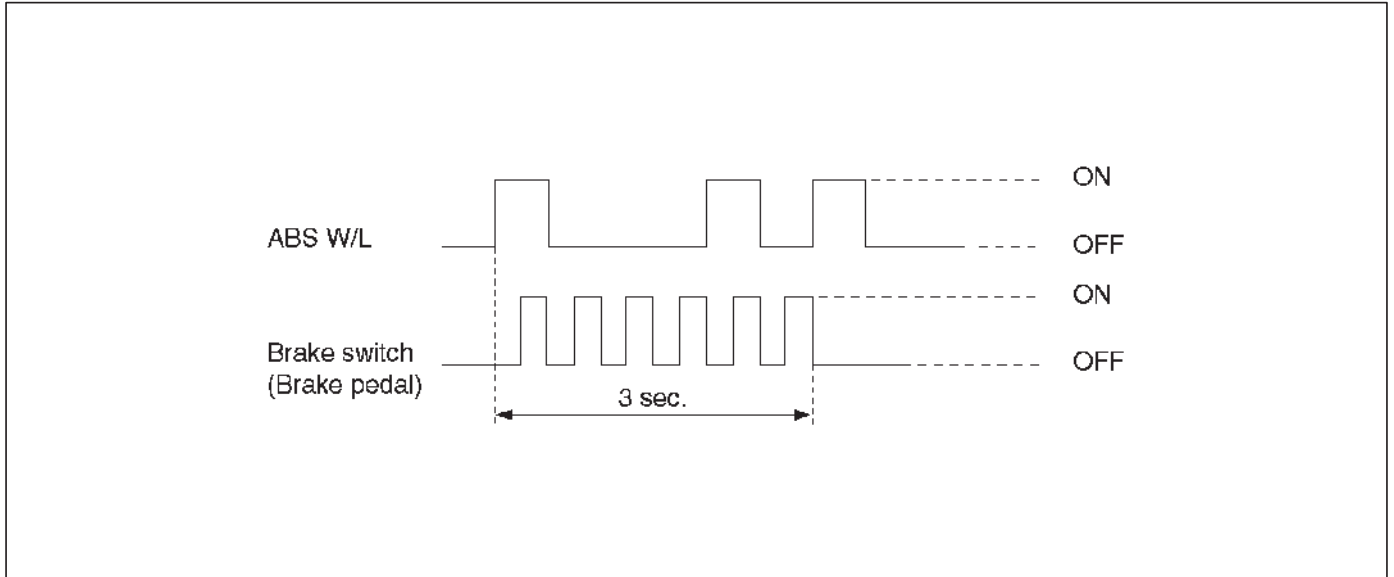 ON
ABS W/L
OFF
ON
Brake switch
(Brake pedal)
OFF
3 sec.